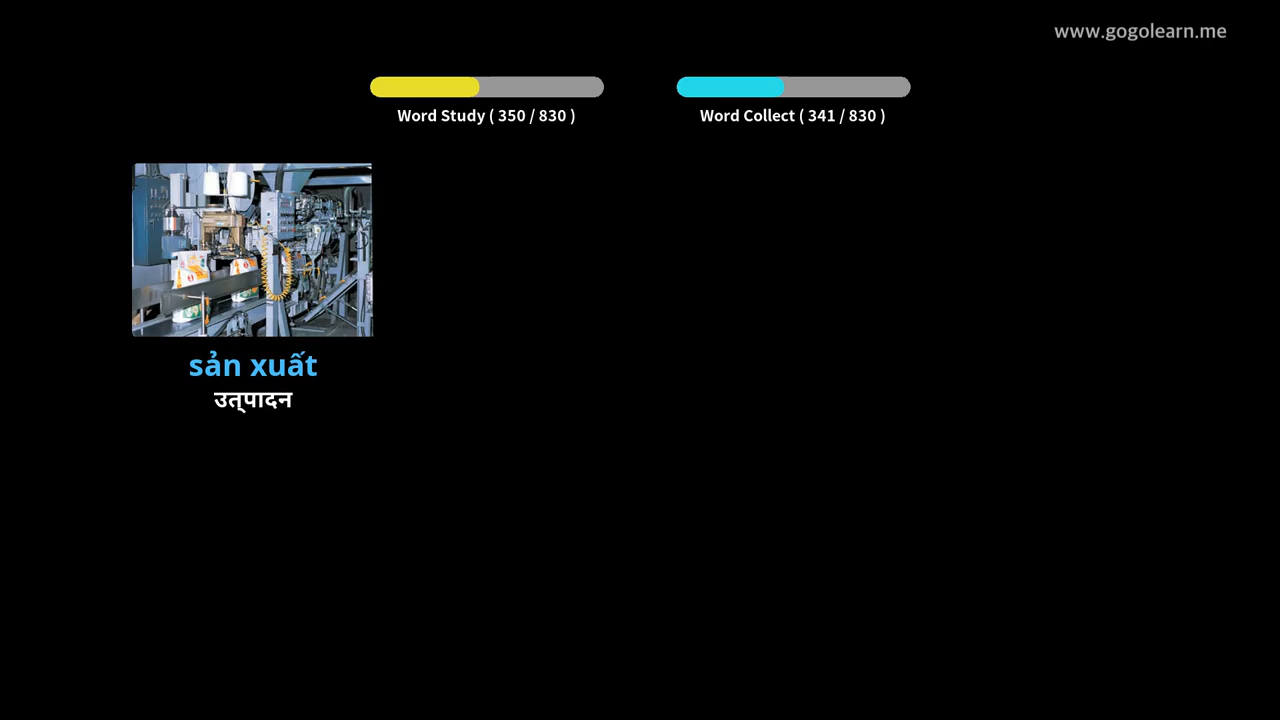 www.gogolearn.me
Word Study ( 350 / 830 )
Word Collect ( 341 / 830 )
sản xuất
उत्पादन